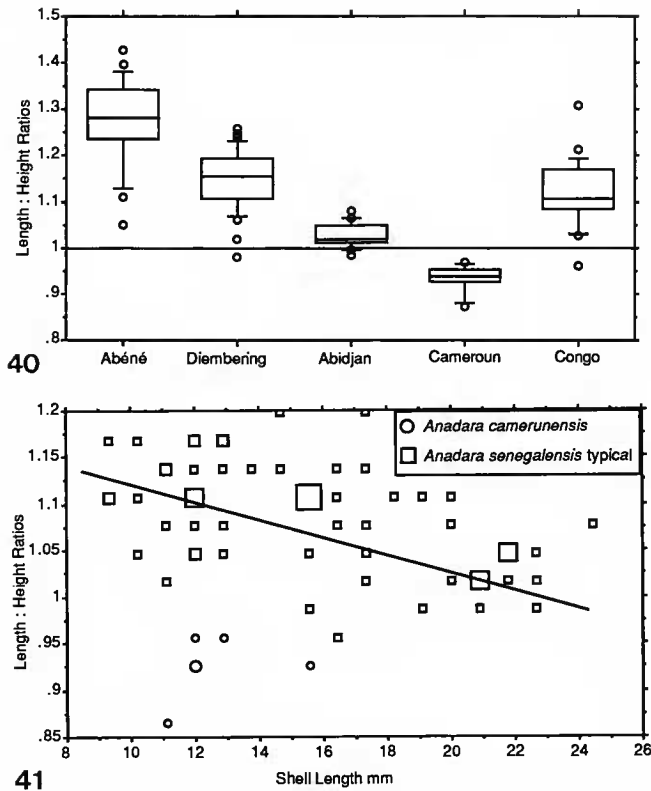 1.5
1.4
1.3
1.2
1.1
1
.9
.8
Length : Height Ratios
Abéné Diembering Abidjan Cameroun Congo
40
1.2
1.15
1.1
1.05
1
.95
.9
.85
Length : Height Ratios
Anadara camerunensis
Anadara senegalensis typical
8 10 12 14 16 18 20 22 24 26
Shell Length mm
41